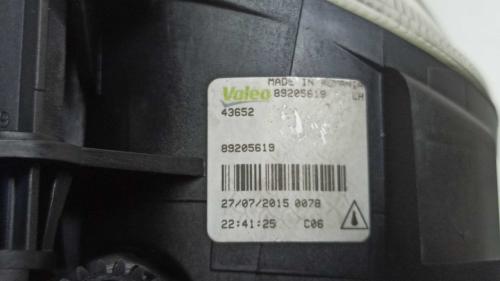 MADE IN ROMANIA
Valeo 89205619 LH
43652
89205619
27/07/2015 0078
22:41:25 C06